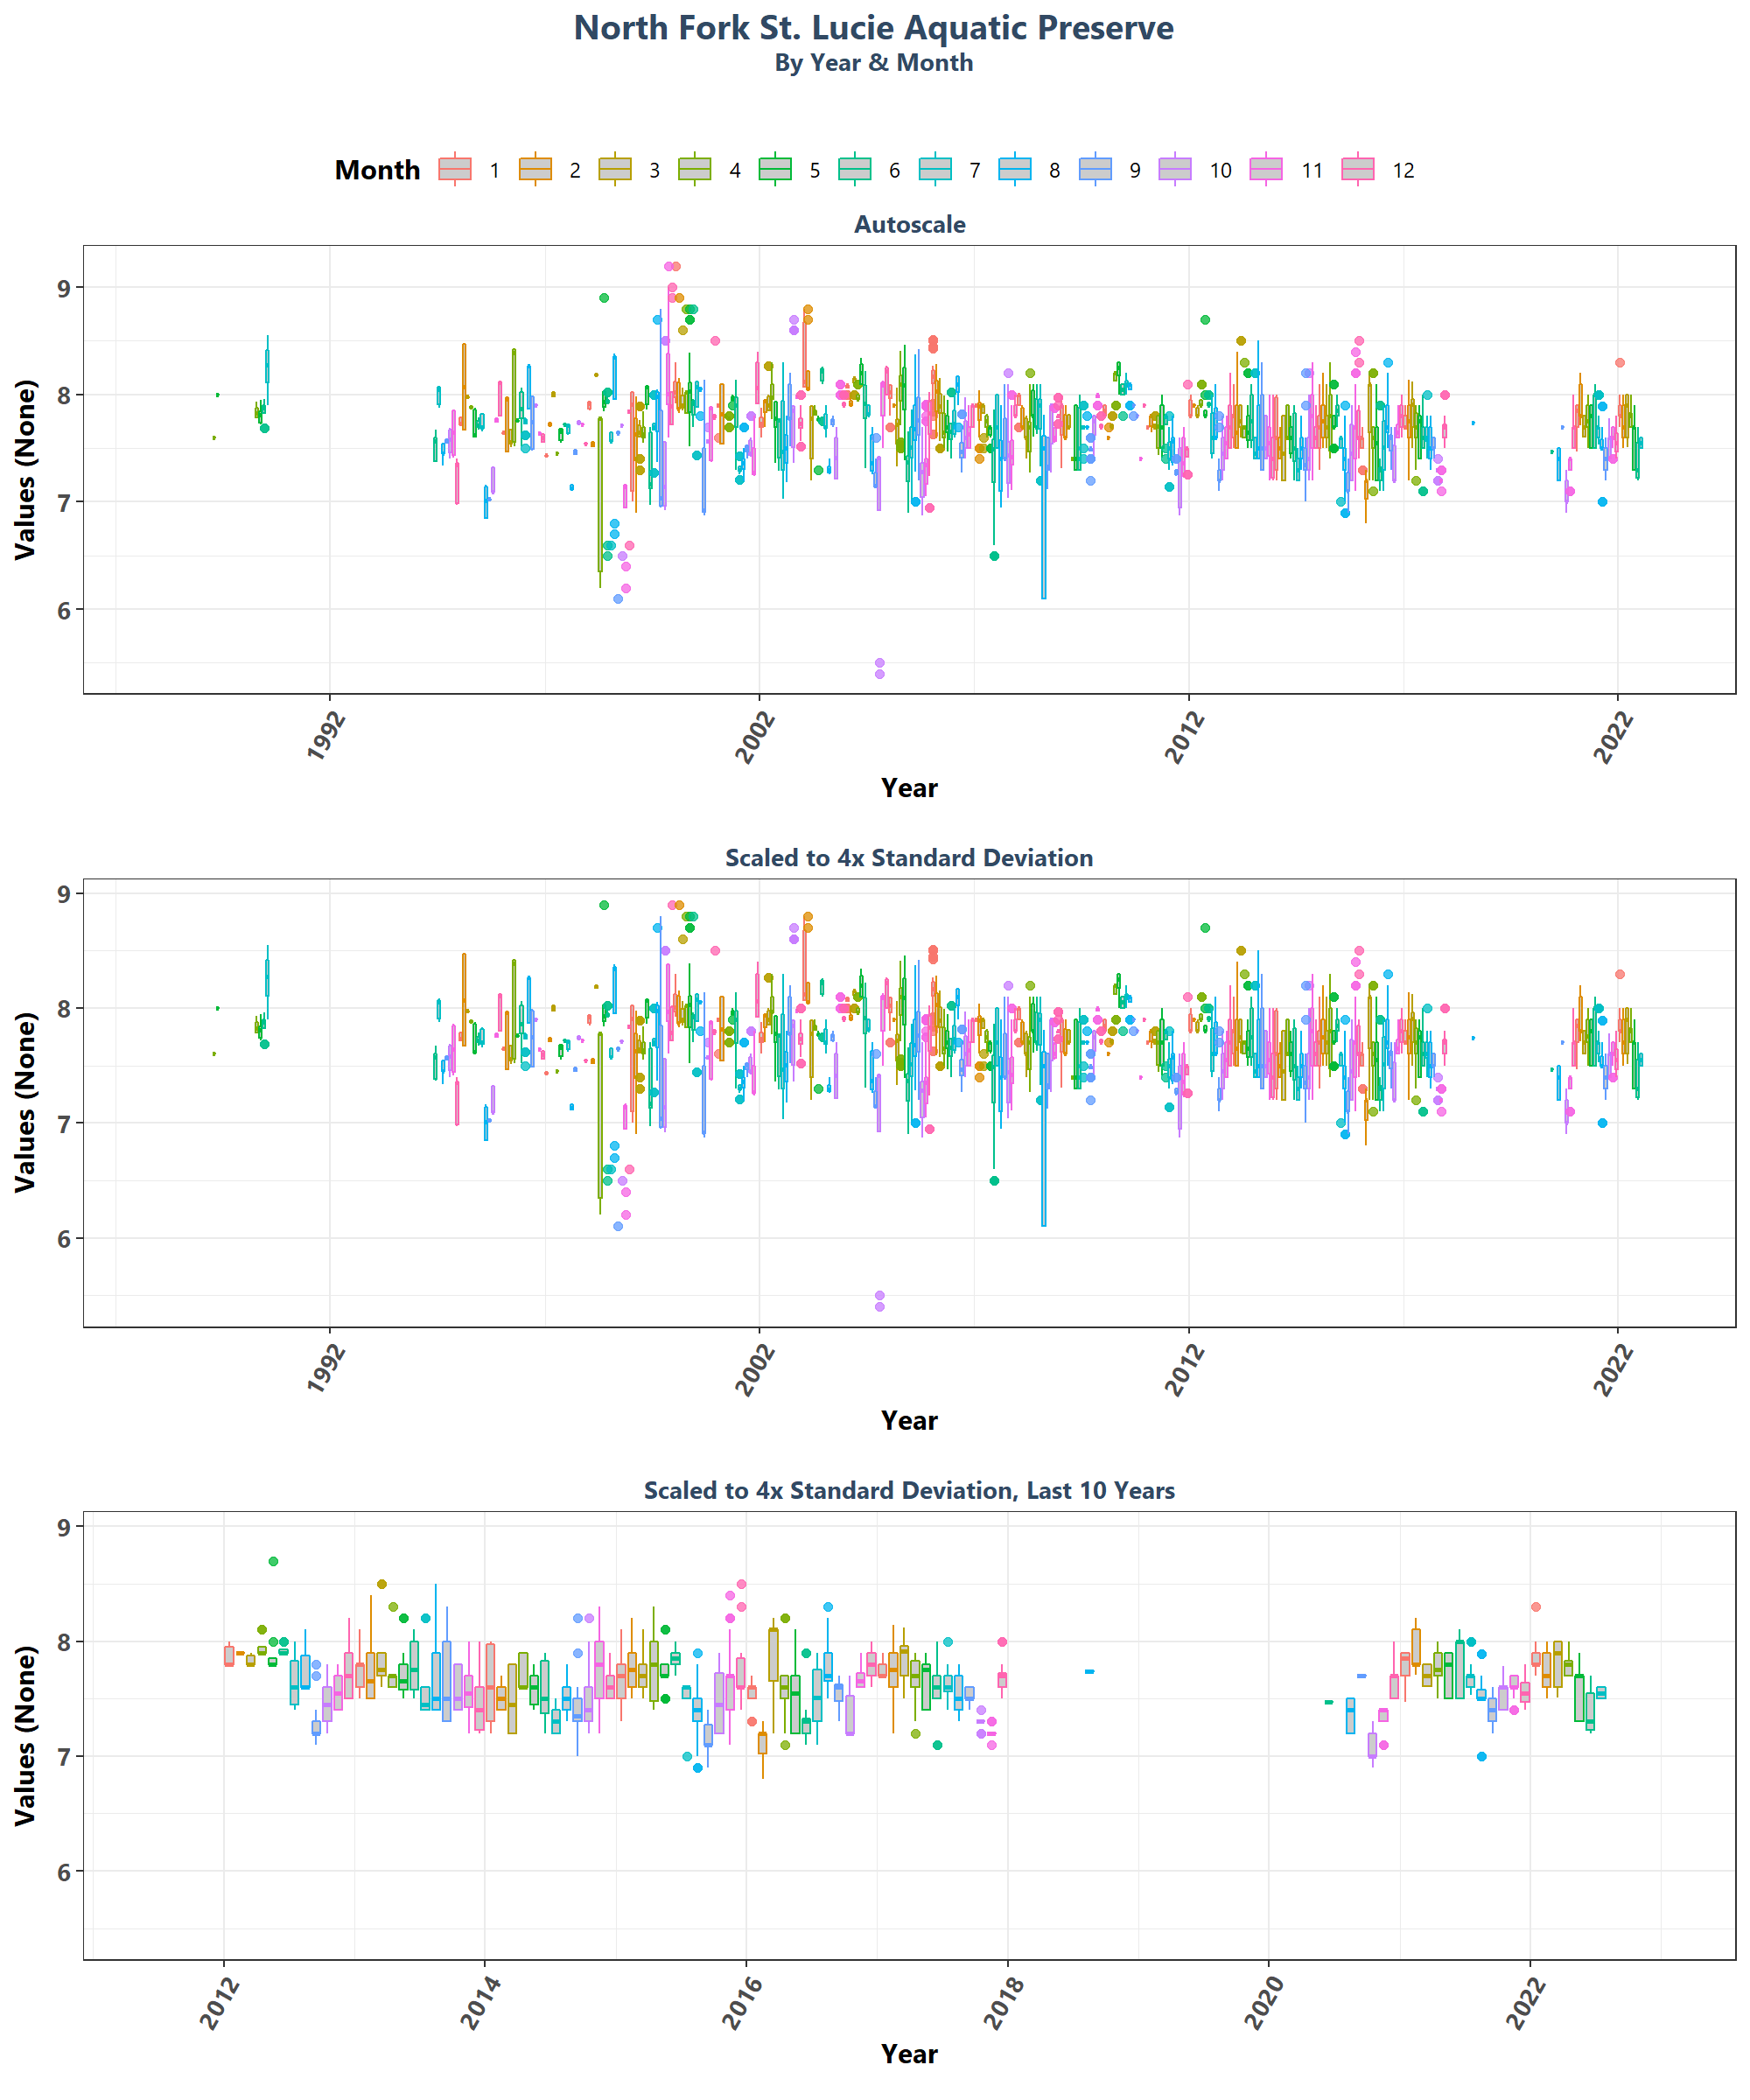 North Fork St. Lucie Aquatic Preserve
By Year & Month
Month 1 2 3 4 5 6 7 8 9 10 11 12
Autoscale
9
8
7
6
Values (None)
1992 2002 2012 2022
Year
Scaled to 4x Standard Deviation
9
8
7
6
Values (None)
1992 2002 2012 2022
Year
Scaled to 4x Standard Deviation, Last 10 Years
9
8
7
6
Values (None)
2012 2014 2016 2018 2020 2022
Year